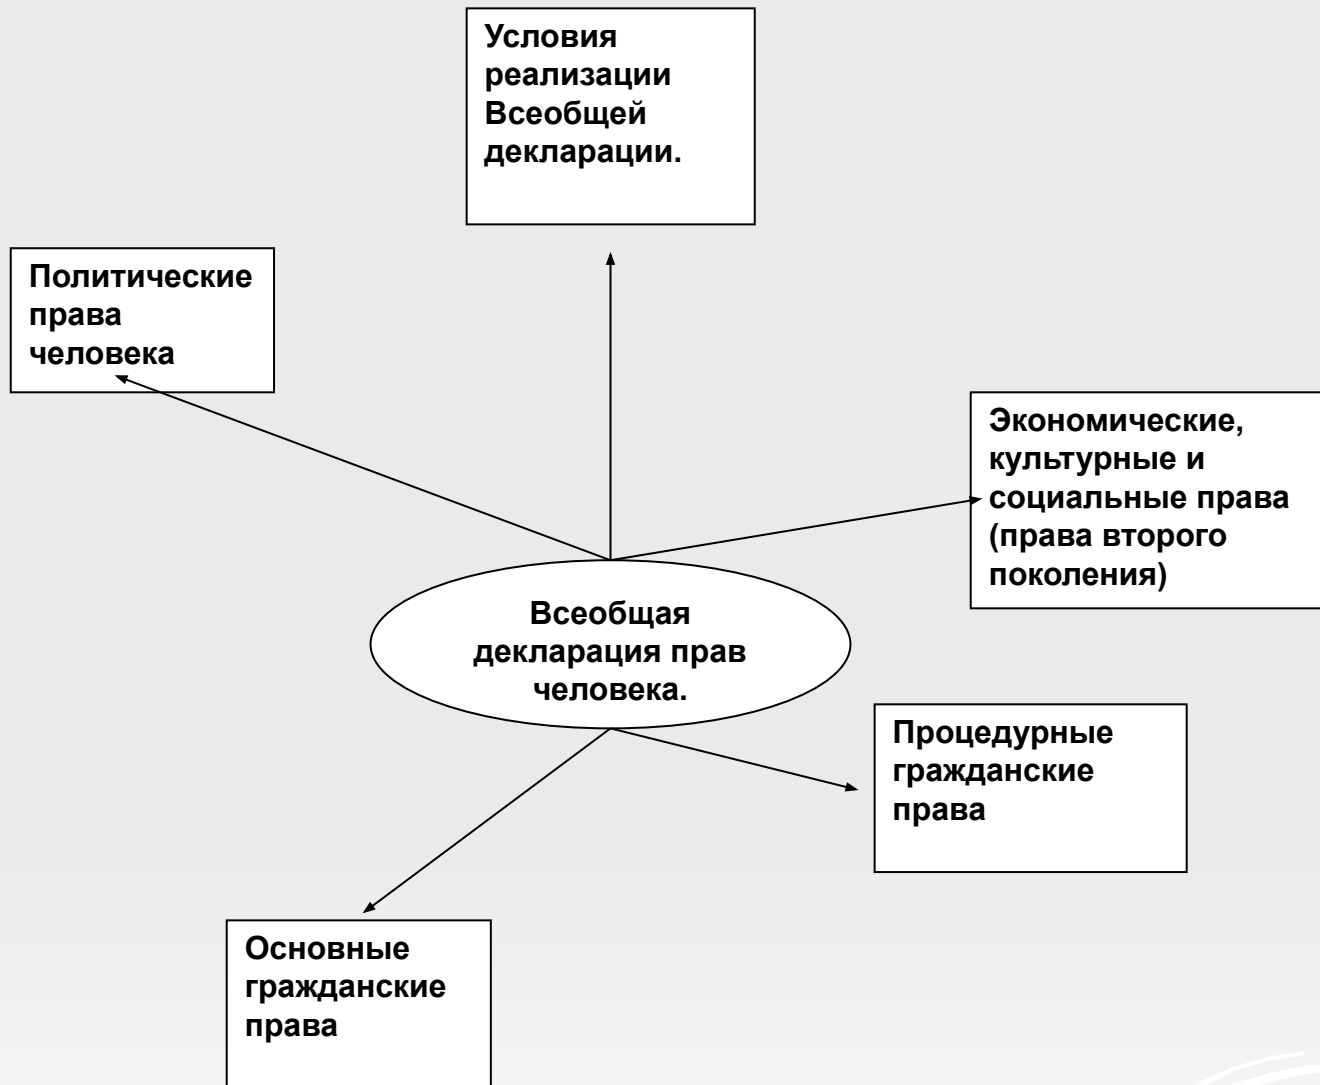 Условия
реализации
Всеобщей
декларации.
Политические
права
человека
Экономические,
культурные и
социальные права
(права второго
поколения)
Всеобщая
декларация прав
человека.
Процедурные
гражданские
права
Основные
гражданские
права